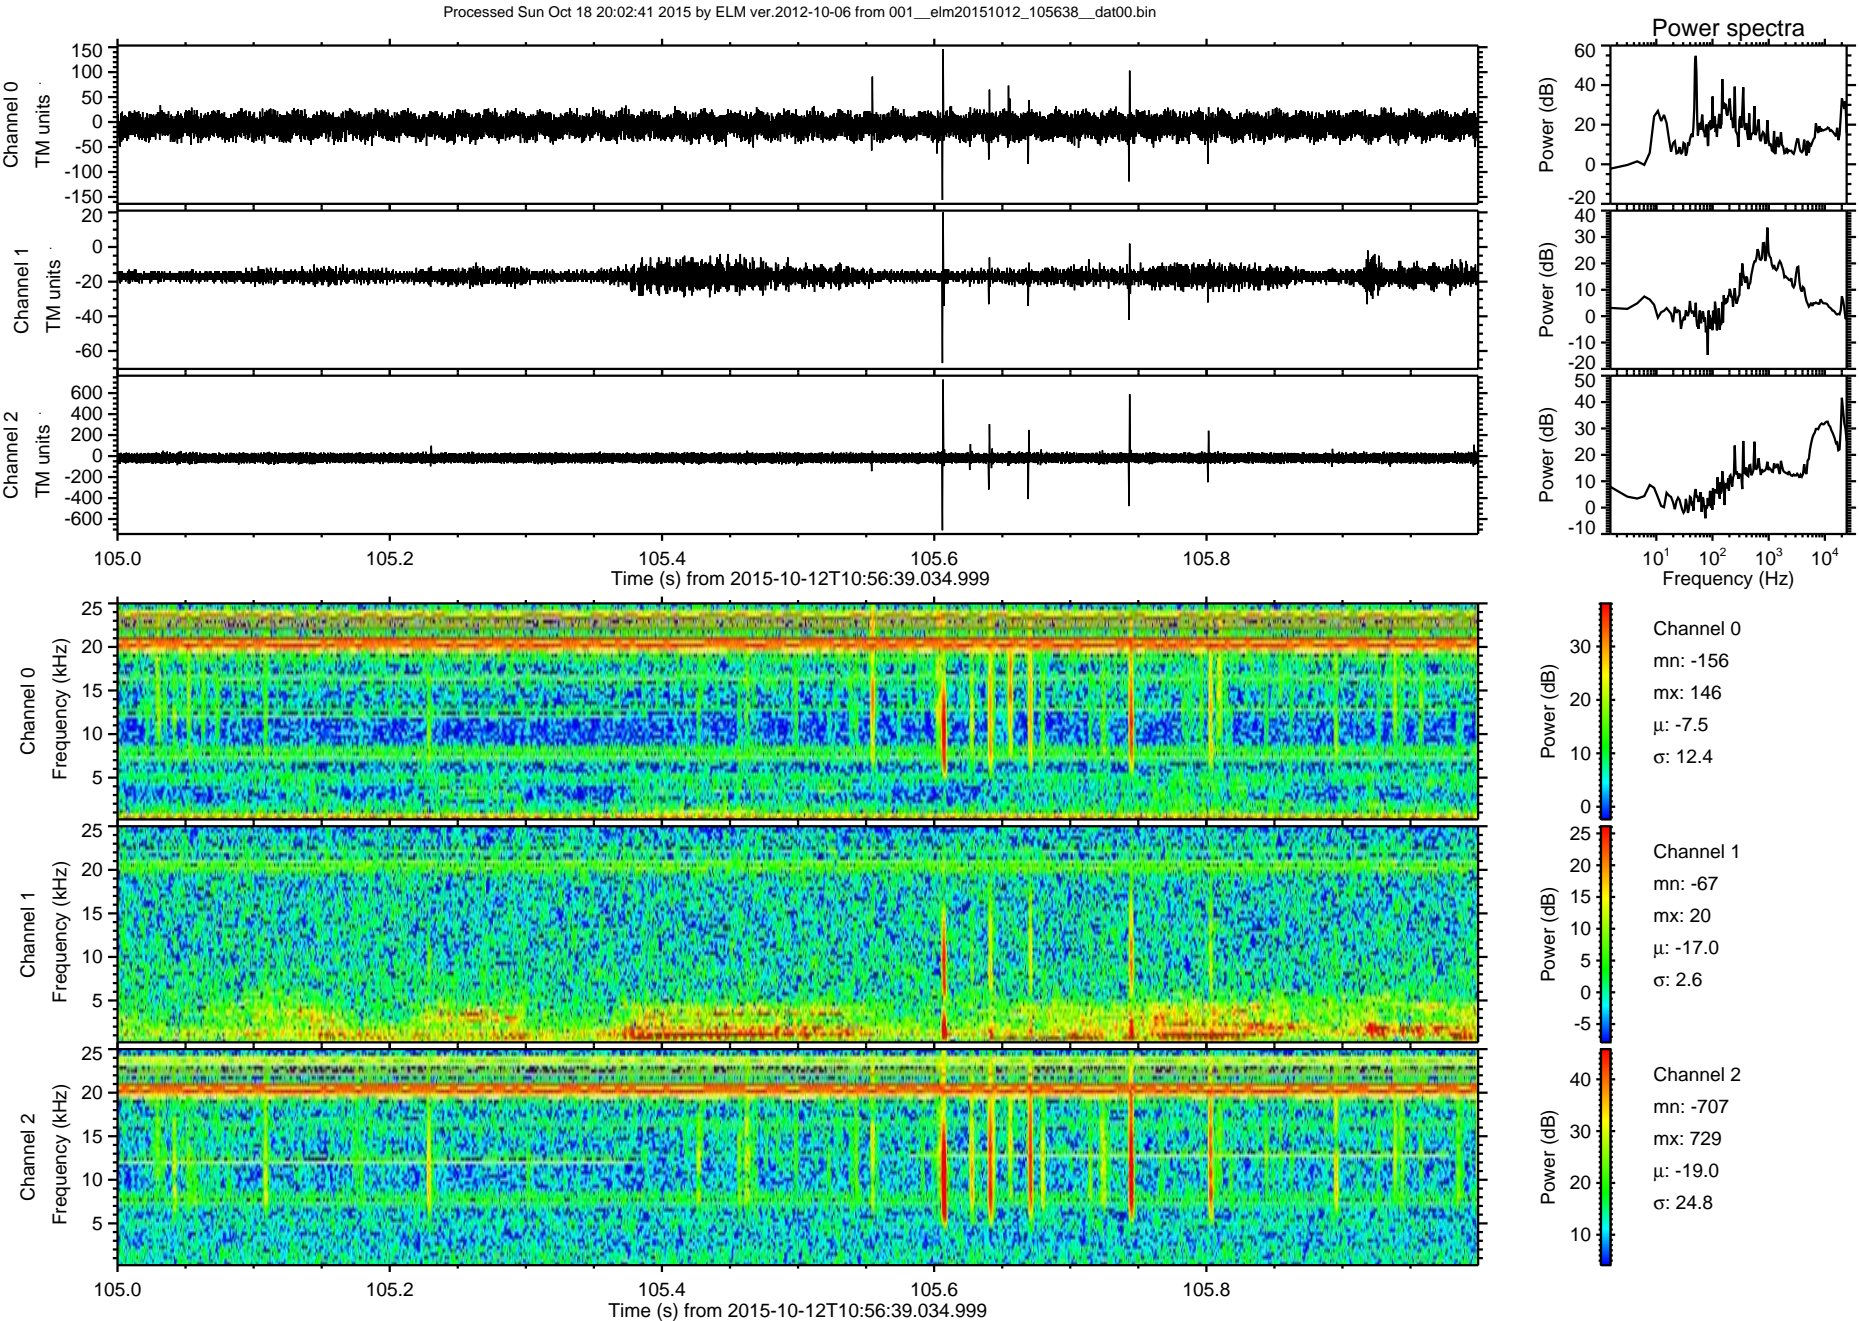 Processed Sun Oct 18 20:02:41 2015 by ELM ver.2012-10-06 from 001__elm20151012_105638__dat00.bin
Power spectra
Channel 0
TM units
150
100
50
0
-50
-100
-150
Power (dB)
60
40
20
0
-20
Channel 1
TM units
20
0
-20
-40
-60
Power (dB)
40
30
20
10
0
-10
-20
Channel 2
TM units
600
400
200
0
-200
-400
-600
Power (dB)
50
40
30
20
10
0
-10
105.0 105.2 105.4 105.6 105.8
Time (s) from 2015-10-12T10:56:39.034.999
10¹ 10² 10³ 10⁴
Frequency (Hz)
Channel 0
Frequency (kHz)
25
20
15
10
5
Power (dB)
30
20
10
0
Channel 0
mn: -156
mx: 146
μ: -7.5
σ: 12.4
Channel 1
Frequency (kHz)
25
20
15
10
5
Power (dB)
25
20
15
10
5
0
-5
Channel 1
mn: -67
mx: 20
μ: -17.0
σ: 2.6
Channel 2
Frequency (kHz)
25
20
15
10
5
Power (dB)
40
30
20
10
Channel 2
mn: -707
mx: 729
μ: -19.0
σ: 24.8
105.0 105.2 105.4 105.6 105.8
Time (s) from 2015-10-12T10:56:39.034.999